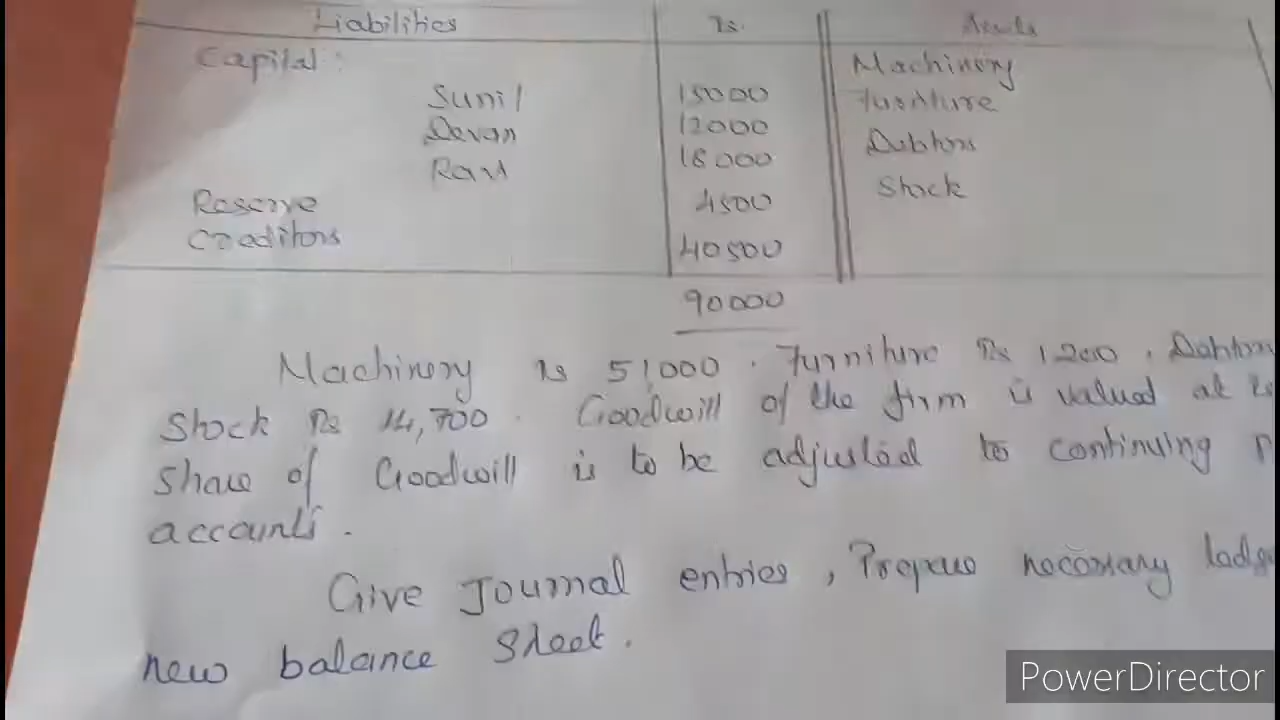 Liabilities Rs.
Capital : Machinery
Sunil 15000 Furniture
Devan 12000 Debtors
Ravi 18000 Stock
Reserve 4500
Creditors 40500
90000
Machinery Rs 51000 . Furniture Rs 1200 , Debtors
Stock Rs 14,700 . Goodwill of the firm is valued at
Share of Goodwill is to be adjusted to continuing
accounts .
Give Journal entries , Prepare necessary
new balance sheet .
PowerDirector